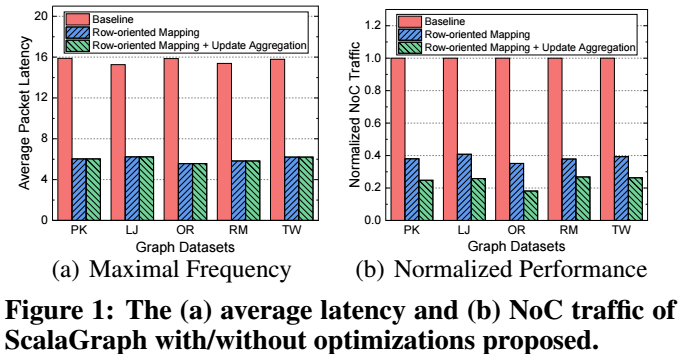 Baseline
Row-oriented Mapping
Row-oriented Mapping + Update Aggregation
Average Packet Latency
20
16
12
8
4
0
PK LJ OR RM TW
Graph Datasets
(a) Maximal Frequency
Baseline
Row-oriented Mapping
Row-oriented Mapping + Update Aggregation
Normalized NoC Traffic
1.2
1.0
0.8
0.6
0.4
0.2
0.0
PK LJ OR RM TW
Graph Datasets
(b) Normalized Performance
Figure 1: The (a) average latency and (b) NoC traffic of
ScalaGraph with/without optimizations proposed.